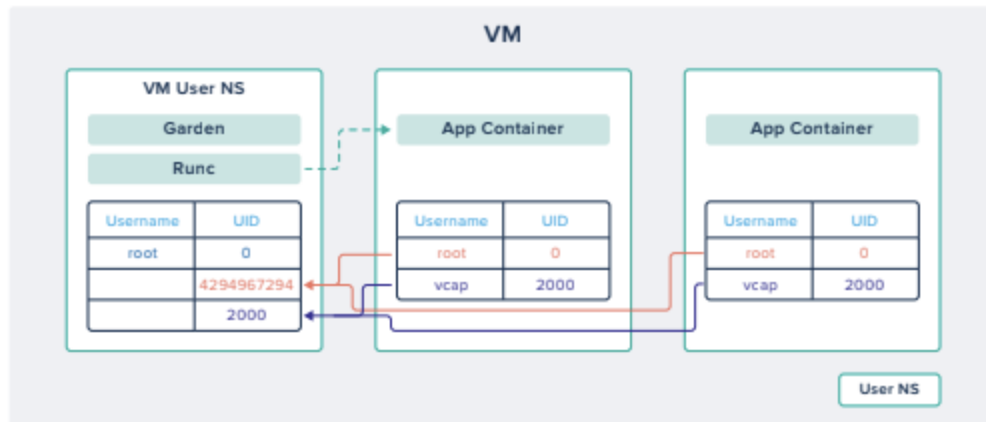 VM
VM User NS
Garden
Runc
Username UID
root 0
4294967294
2000
App Container
Username UID
root 0
vcap 2000
App Container
Username UID
root 0
vcap 2000
User NS